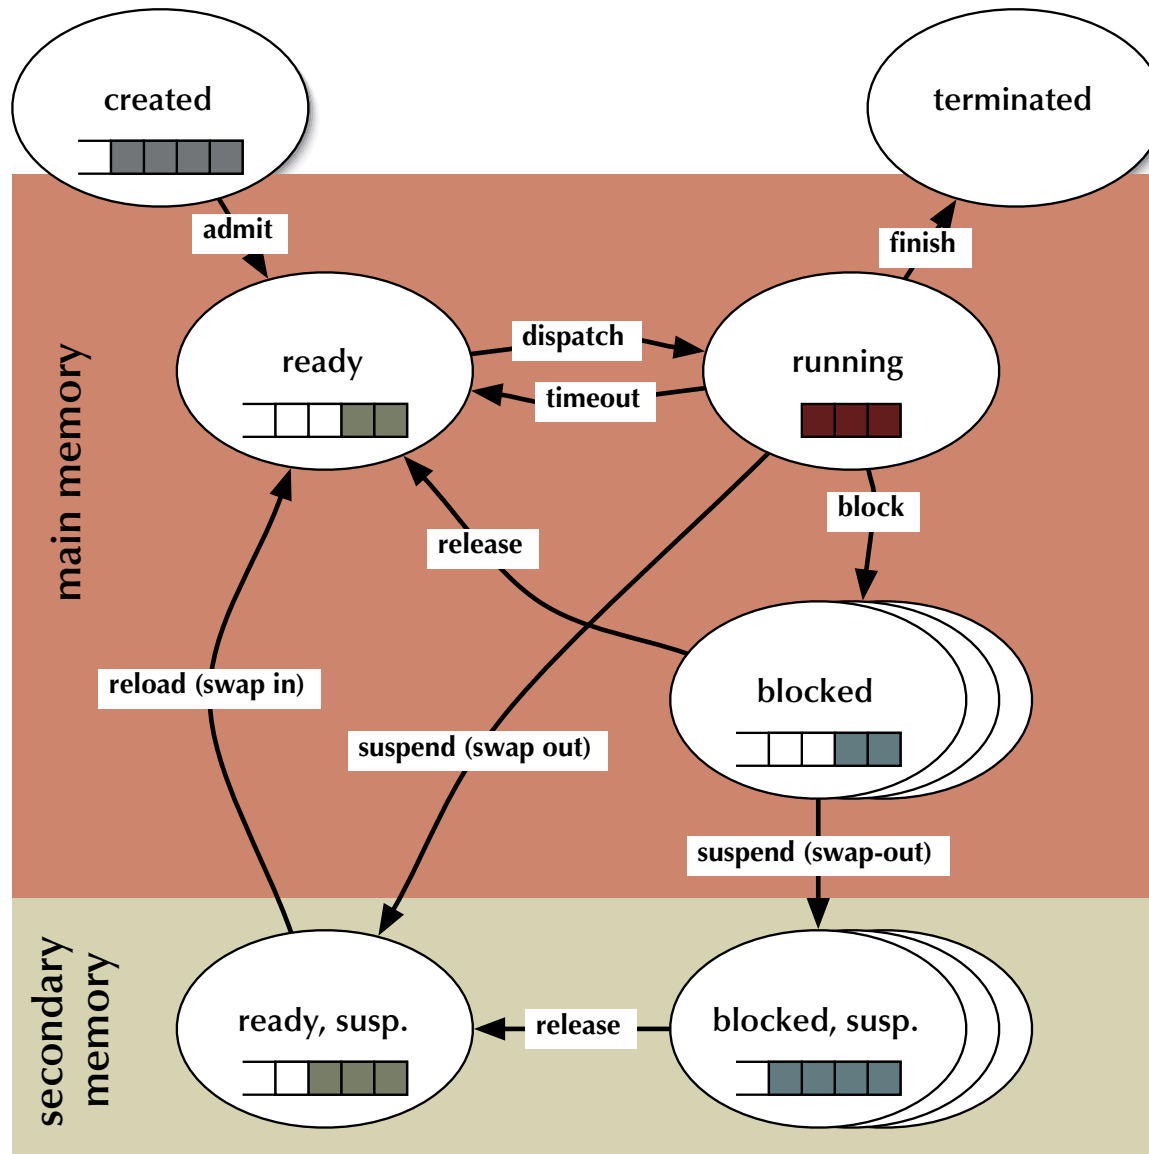 created
terminated
admit
finish
ready
dispatch
running
timeout
main memory
block
release
reload (swap in)
blocked
suspend (swap out)
suspend (swap-out)
secondary
memory
ready, susp.
release
blocked, susp.